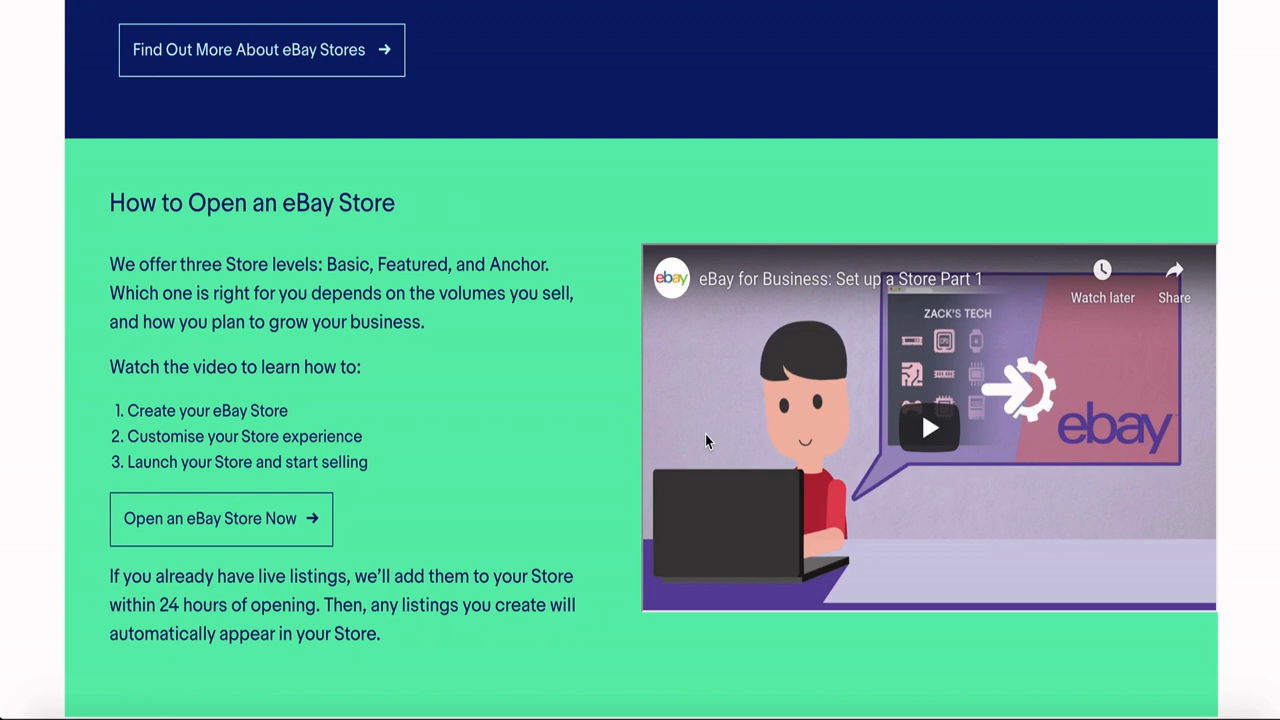 Find Out More About eBay Stores →
How to Open an eBay Store
We offer three Store levels: Basic, Featured, and Anchor.
Which one is right for you depends on the volumes you sell,
and how you plan to grow your business.
Watch the video to learn how to:
1. Create your eBay Store
2. Customise your Store experience
3. Launch your Store and start selling
Open an eBay Store Now →
If you already have live listings, we'll add them to your Store
within 24 hours of opening. Then, any listings you create will
automatically appear in your Store.
ebay
eBay for Business: Set up a Store Part 1
Watch later
Share
ZACK'S TECH
CPU
ebay